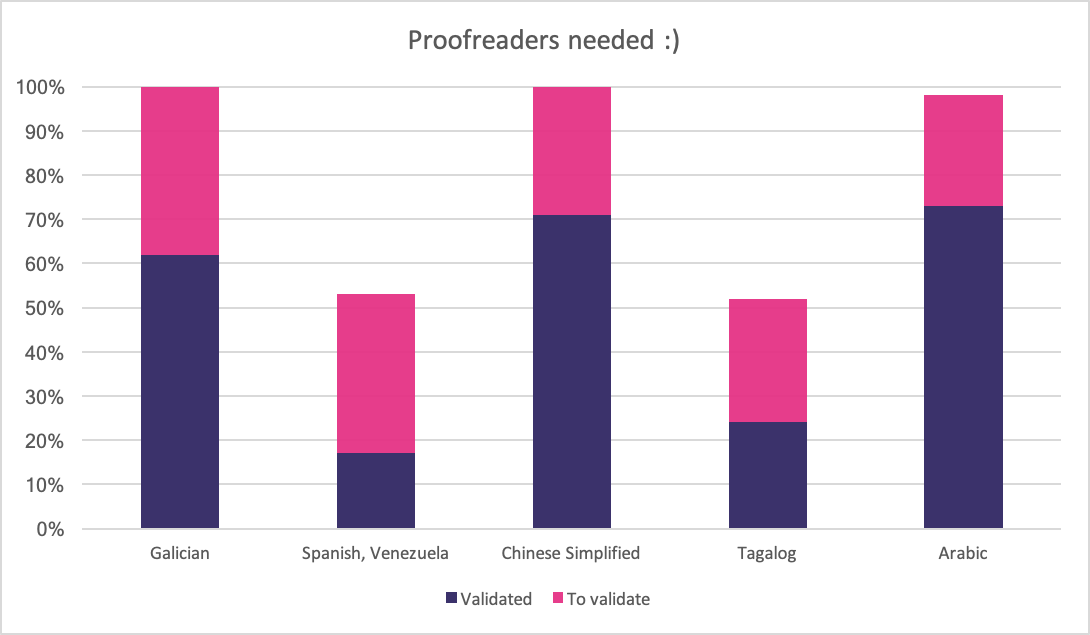 Proofreaders needed :)
100%
90%
80%
70%
60%
50%
40%
30%
20%
10%
0%
Galician
Spanish, Venezuela
Chinese Simplified
Tagalog
Arabic
Validated
To validate